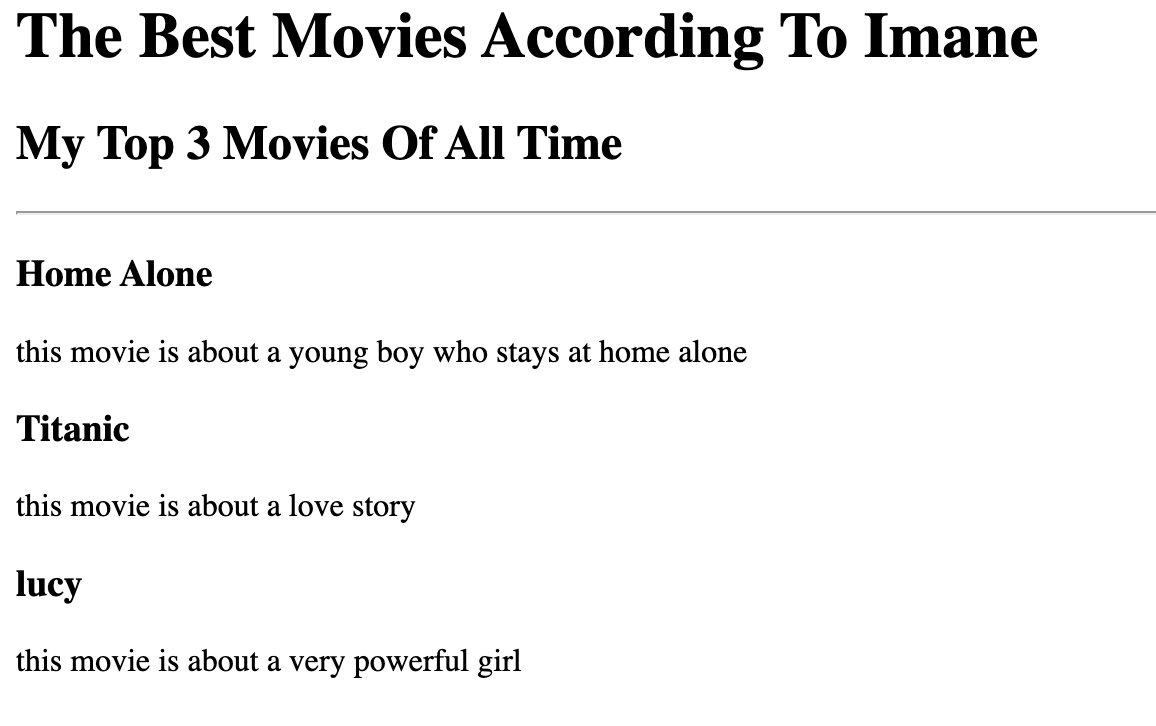 The Best Movies According To Imane
My Top 3 Movies Of All Time
Home Alone
this movie is about a young boy who stays at home alone
Titanic
this movie is about a love story
lucy
this movie is about a very powerful girl